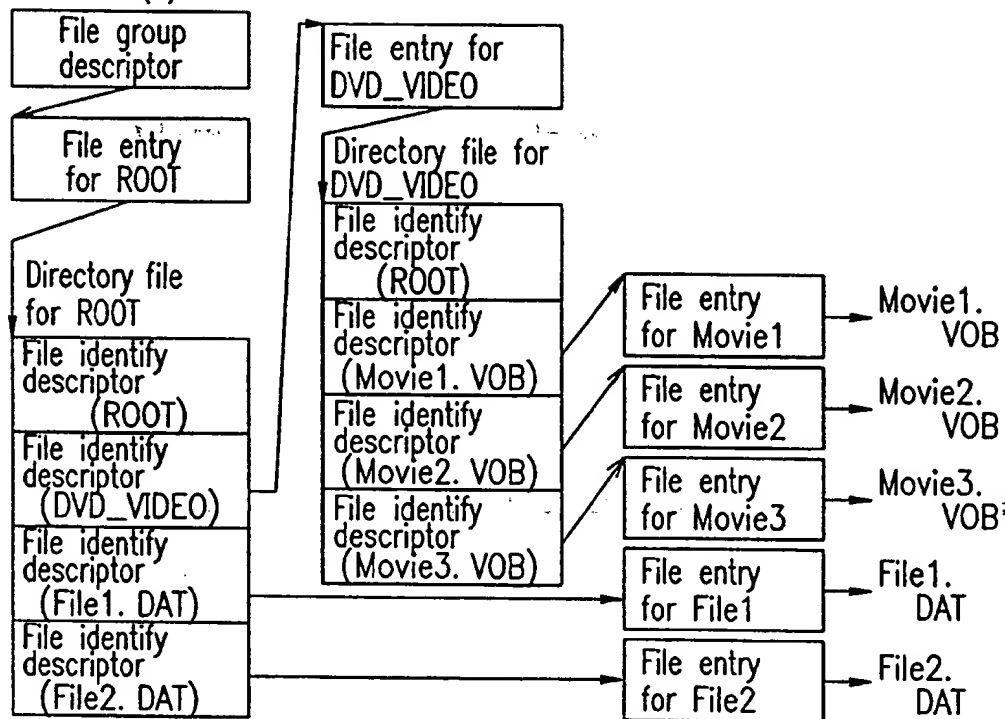 File group
descriptor
File entry
for ROOT
Directory file
for ROOT
File identify
descriptor
(ROOT)
File identify
descriptor
(DVD_VIDEO)
File identify
descriptor
(File1. DAT)
File identify
descriptor
(File2. DAT)
File entry for
DVD_VIDEO
Directory file for
DVD_VIDEO
File identify
descriptor
(ROOT)
File identify
descriptor
(Movie1. VOB)
File identify
descriptor
(Movie2. VOB)
File identify
descriptor
(Movie3. VOB)
File entry
for Movie1
Movie1.
VOB
File entry
for Movie2
Movie2.
VOB
File entry
for Movie3
Movie3.
VOB
File entry
for File1
File1.
DAT
File entry
for File2
File2.
DAT